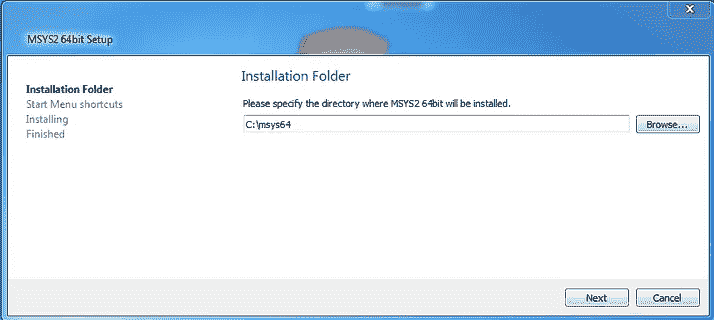 MSYS2 64bit Setup
Installation Folder
Start Menu shortcuts
Installing
Finished
Installation Folder
Please specify the directory where MSYS2 64bit will be installed.
C:\msys64
Browse...
Next
Cancel